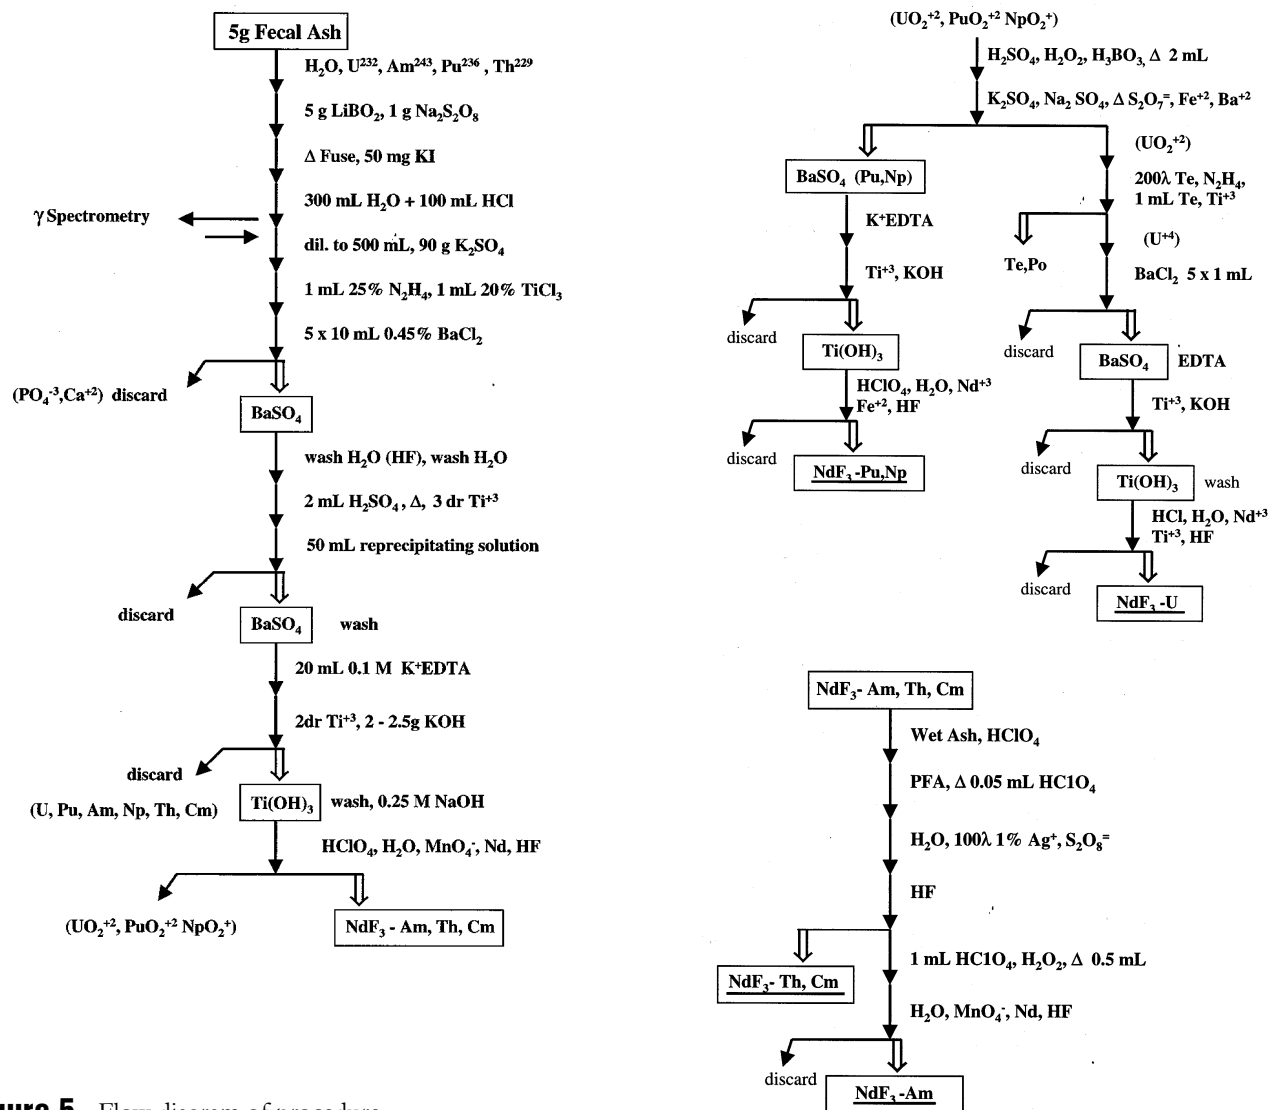 5g Fecal Ash
H₂O, U²³², Am²⁴³, Pu²³⁶ , Th²²⁹
5 g LiBO₂, 1 g Na₂S₂O₈
Δ Fuse, 50 mg KI
300 mL H₂O + 100 mL HCl
γ Spectrometry
dil. to 500 mL, 90 g K₂SO₄
1 mL 25% N₂H₄, 1 mL 20% TiCl₃
5 x 10 mL 0.45% BaCl₂
(PO₄⁻³,Ca⁺²) discard
BaSO₄
wash H₂O (HF), wash H₂O
2 mL H₂SO₄ , Δ, 3 dr Ti⁺³
50 mL reprecipitating solution
discard
BaSO₄ wash
20 mL 0.1 M K⁺EDTA
2dr Ti⁺³, 2 - 2.5g KOH
discard
(U, Pu, Am, Np, Th, Cm) Ti(OH)₃ wash, 0.25 M NaOH
HClO₄, H₂O, MnO₄⁻, Nd, HF
(UO₂⁺², PuO₂⁺² NpO₂⁺) NdF₃ - Am, Th, Cm
(UO₂⁺², PuO₂⁺² NpO₂⁺)
H₂SO₄, H₂O₂, H₃BO₃, Δ 2 mL
K₂SO₄, Na₂ SO₄, Δ S₂O₇⁼, Fe⁺², Ba⁺²
BaSO₄ (Pu,Np)
K⁺EDTA
Ti⁺³, KOH
discard
Ti(OH)₃
HClO₄, H₂O, Nd⁺³
Fe⁺², HF
discard
NdF₃ -Pu,Np
(UO₂⁺²)
200λ Te, N₂H₄,
1 mL Te, Ti⁺³
Te,Po
(U⁺⁴)
BaCl₂ 5 x 1 mL
discard
BaSO₄ EDTA
Ti⁺³, KOH
discard
Ti(OH)₃ wash
HCl, H₂O, Nd⁺³
Ti⁺³, HF
discard
NdF₃ -U
NdF₃- Am, Th, Cm
Wet Ash, HClO₄
PFA, Δ 0.05 mL HC1O₄
H₂O, 100λ 1% Ag⁺, S₂O₈⁼
HF
NdF₃- Th, Cm
1 mL HC1O₄, H₂O₂, Δ 0.5 mL
H₂O, MnO₄⁻, Nd, HF
discard
NdF₃ -Am